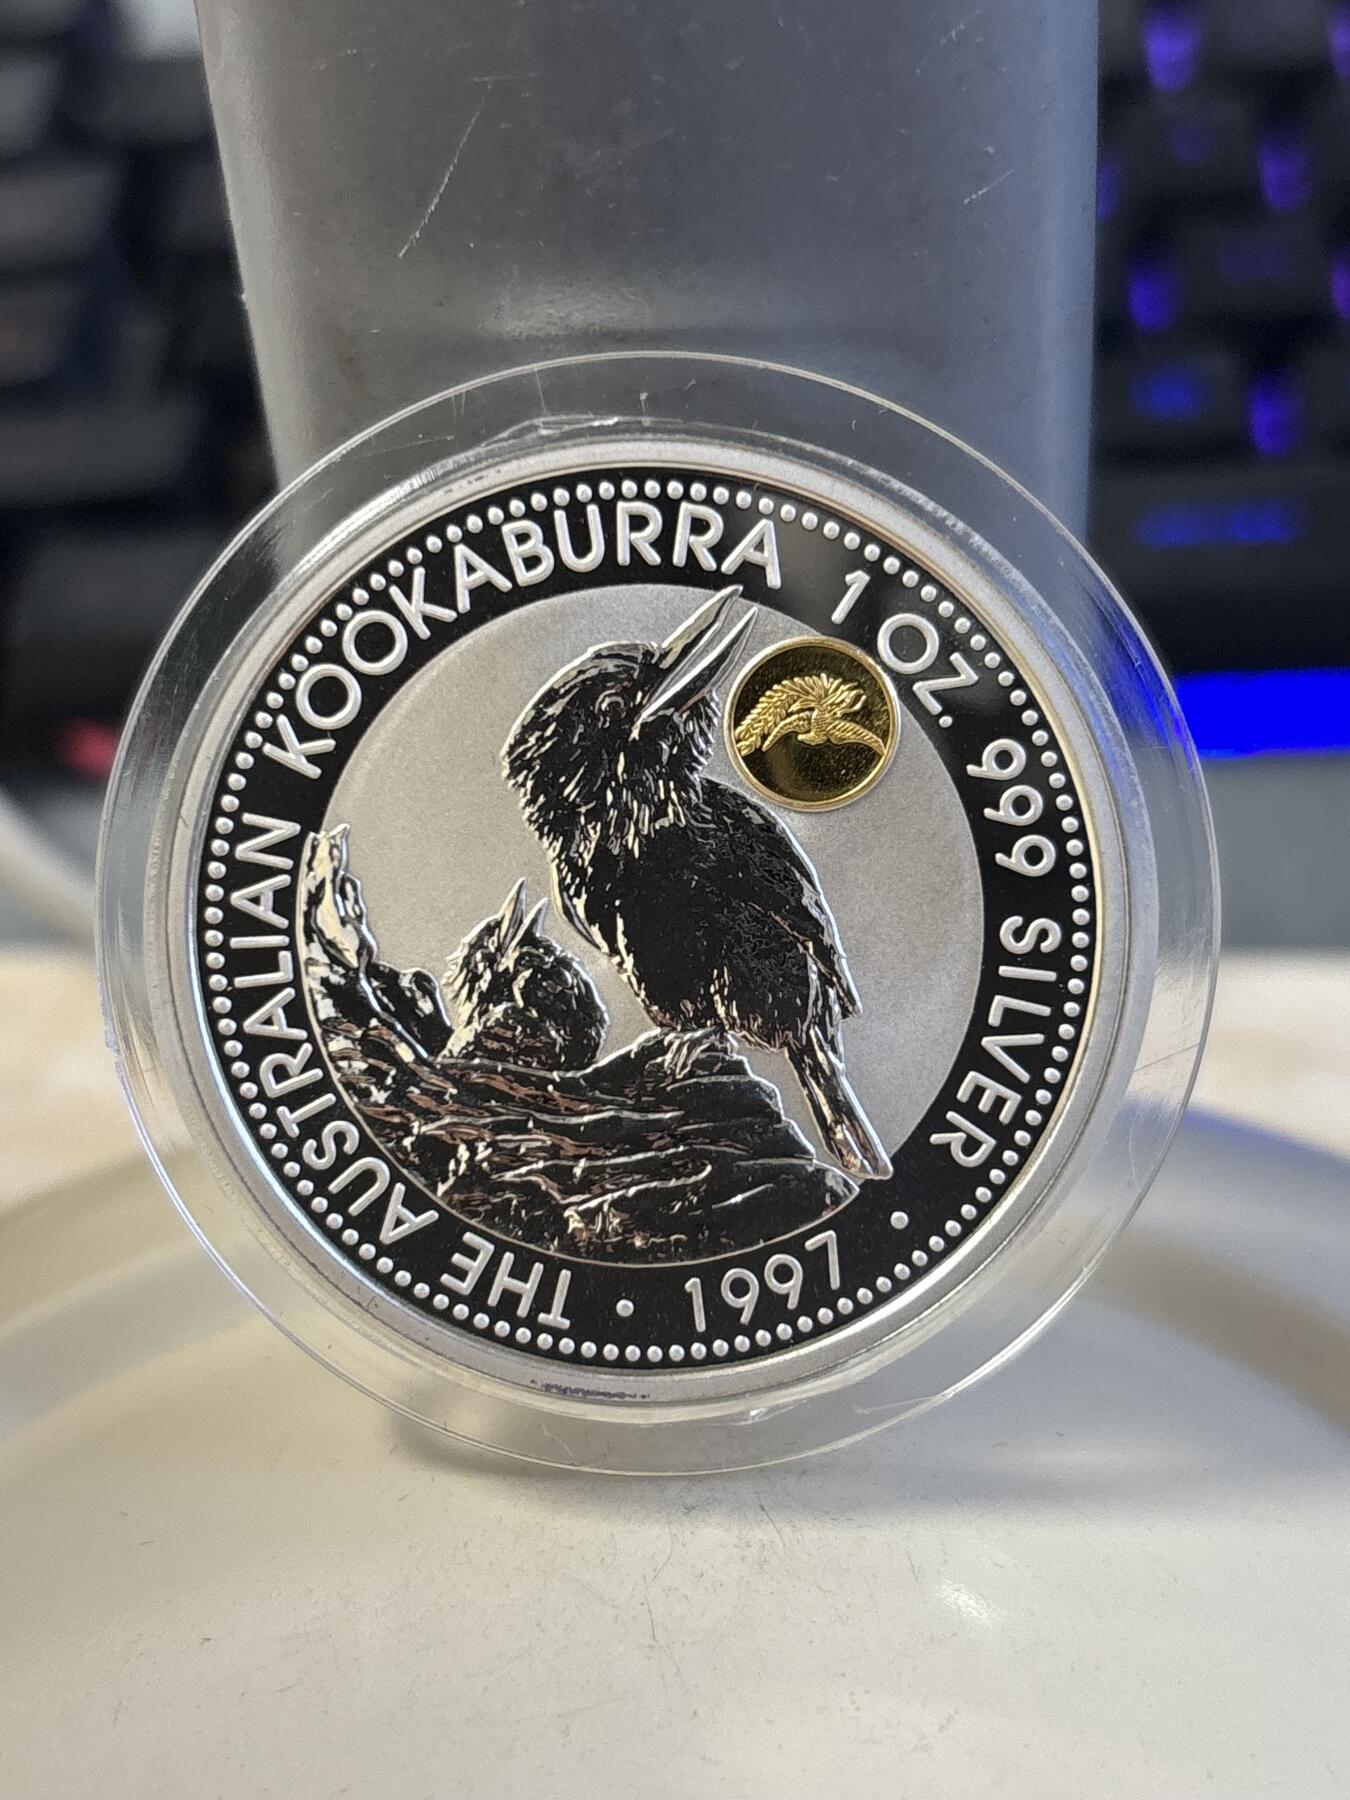 THE AUSTRALIAN KOOKABURRA 1 OZ. 999 SILVER
• 1997 •